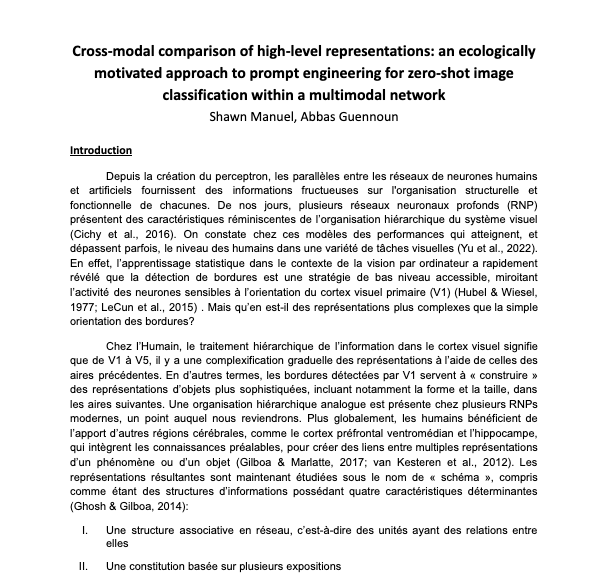 Cross-modal comparison of high-level representations: an ecologically
motivated approach to prompt engineering for zero-shot image
classification within a multimodal network
Shawn Manuel, Abbas Guennoun
Introduction
Depuis la création du perceptron, les parallèles entre les réseaux de neurones humains
et artificiels fournissent des informations fructueuses sur l'organisation structurelle et
fonctionnelle de chacunes. De nos jours, plusieurs réseaux neuronaux profonds (RNP)
présentent des caractéristiques réminiscentes de l'organisation hiérarchique du système visuel
(Cichy et al., 2016). On constate chez ces modèles des performances qui atteignent, et
dépassent parfois, le niveau des humains dans une variété de tâches visuelles (Yu et al., 2022).
En effet, l'apprentissage statistique dans le contexte de la vision par ordinateur a rapidement
révélé que la détection de bordures est une stratégie de bas niveau accessible, miroitant
l'activité des neurones sensibles à l'orientation du cortex visuel primaire (V1) (Hubel & Wiesel,
1977; LeCun et al., 2015) . Mais qu'en est-il des représentations plus complexes que la simple
orientation des bordures?
Chez l'Humain, le traitement hiérarchique de l'information dans le cortex visuel signifie
que de V1 à V5, il y a une complexification graduelle des représentations à l'aide de celles des
aires précédentes. En d'autres termes, les bordures détectées par V1 servent à « construire »
des représentations d'objets plus sophistiquées, incluant notamment la forme et la taille, dans
les aires suivantes. Une organisation hiérarchique analogue est présente chez plusieurs RNPs
modernes, un point auquel nous reviendrons. Plus globalement, les humains bénéficient de
l'apport d'autres régions cérébrales, comme le cortex préfrontal ventromédian et l'hippocampe,
qui intègrent les connaissances préalables, pour créer des liens entre multiples représentations
d'un phénomène ou d'un objet (Gilboa & Marlatte, 2017; van Kesteren et al., 2012). Les
représentations résultantes sont maintenant étudiées sous le nom de « schéma », compris
comme étant des structures d'informations possédant quatre caractéristiques déterminantes
(Ghosh & Gilboa, 2014):
I. Une structure associative en réseau, c'est-à-dire des unités ayant des relations entre
elles
II. Une constitution basée sur plusieurs expositions